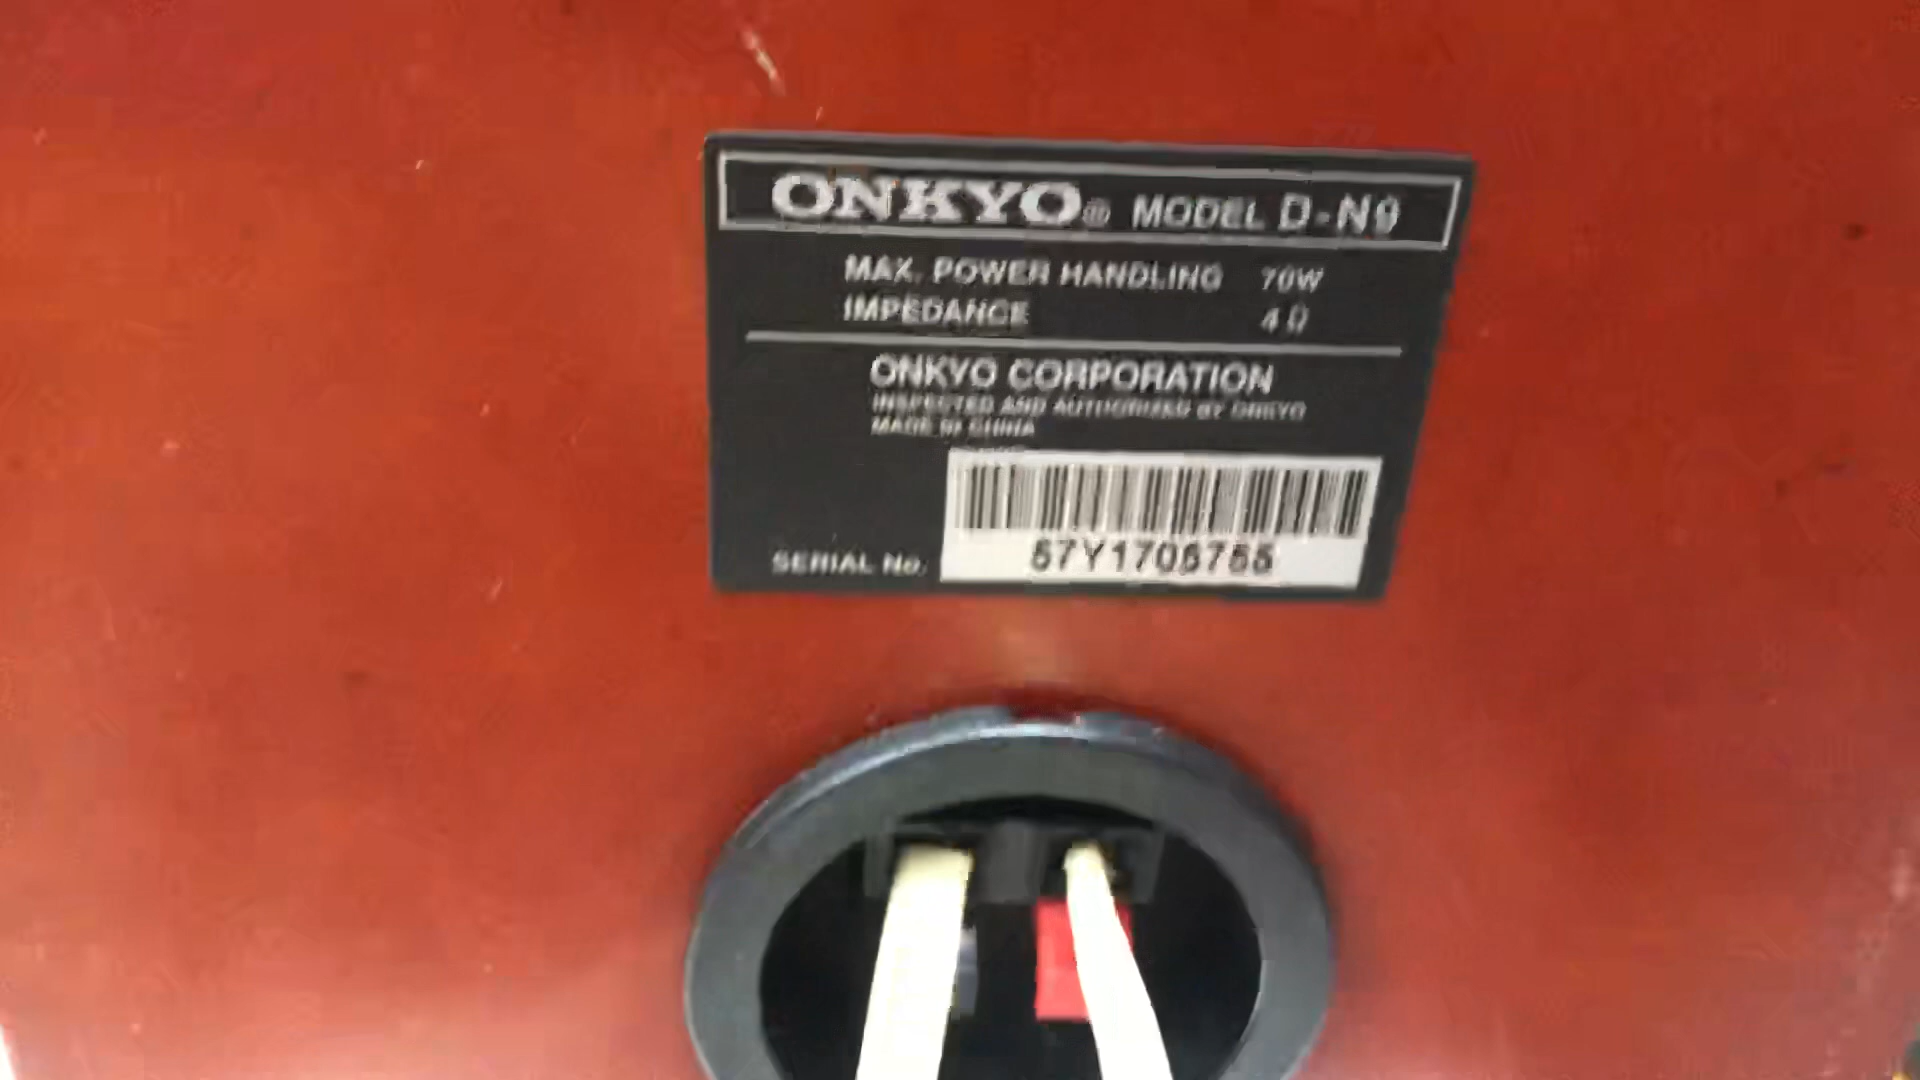 ONKYO® MODEL D-N9
MAX. POWER HANDLING 70W
IMPEDANCE 4 Ω
ONKYO CORPORATION
INSPECTED AND AUTHORIZED BY ONKYO
MADE IN CHINA
SERIAL No.